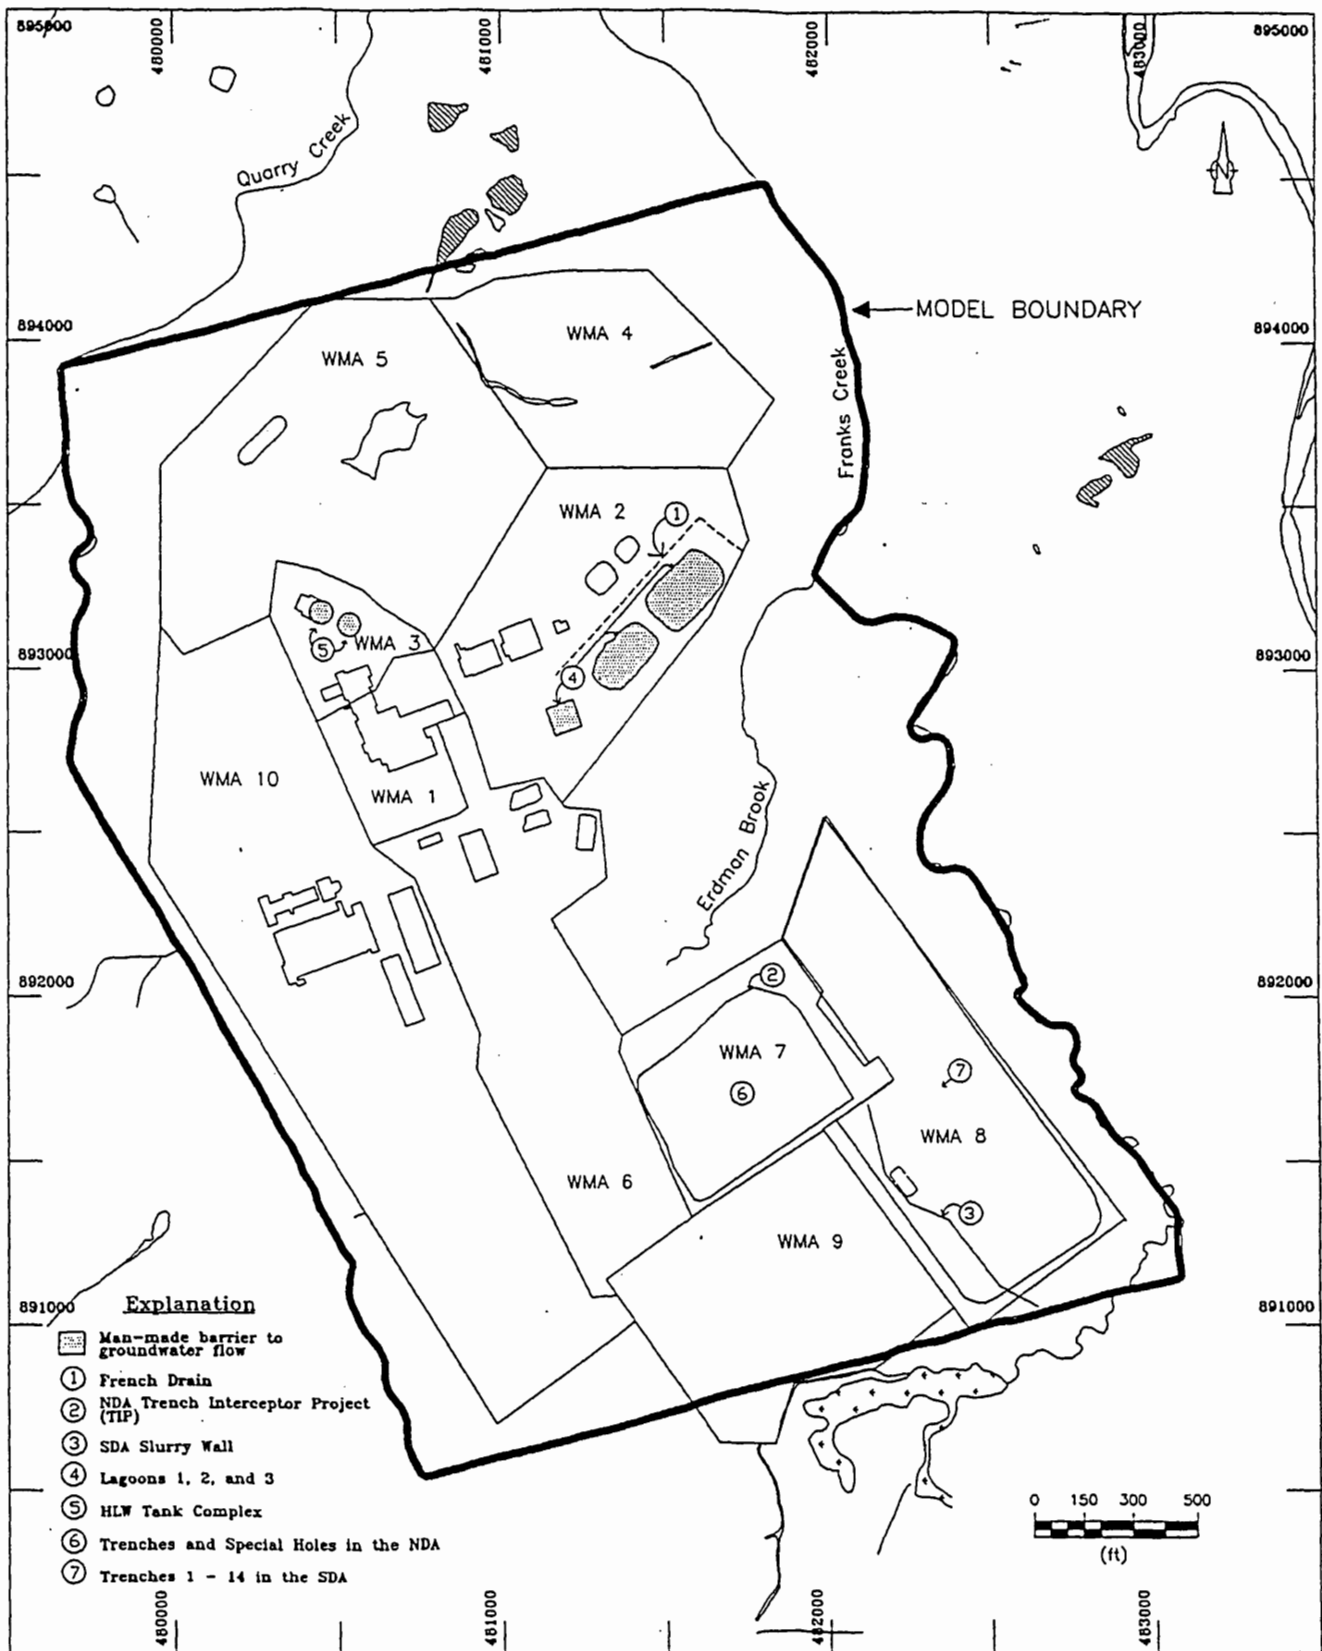 895000
480000
481000
482000
483000
895000
Quarry Creek
N
894000
MODEL BOUNDARY
894000
WMA 4
WMA 5
Franks Creek
WMA 2
1
893000
5
WMA 3
4
893000
WMA 10
WMA 1
Erdman Brook
892000
2
892000
WMA 7
7
6
WMA 8
WMA 6
3
WMA 9
891000
891000
Explanation
Man-made barrier to
groundwater flow
1 French Drain
2 NDA Trench Interceptor Project
(TIP)
3 SDA Slurry Wall
4 Lagoons 1, 2, and 3
5 HLW Tank Complex
6 Trenches and Special Holes in the NDA
7 Trenches 1 - 14 in the SDA
0 150 300 500
(ft)
480000
481000
482000
483000